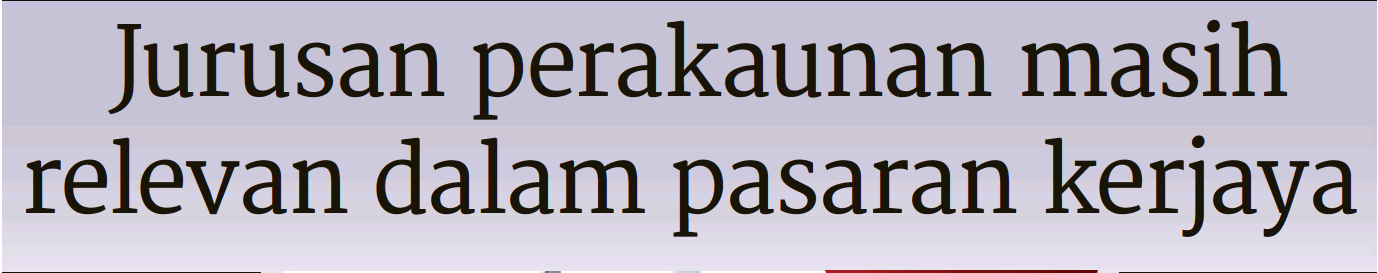 Jurusan perakaunan masih
relevan dalam pasaran kerjaya